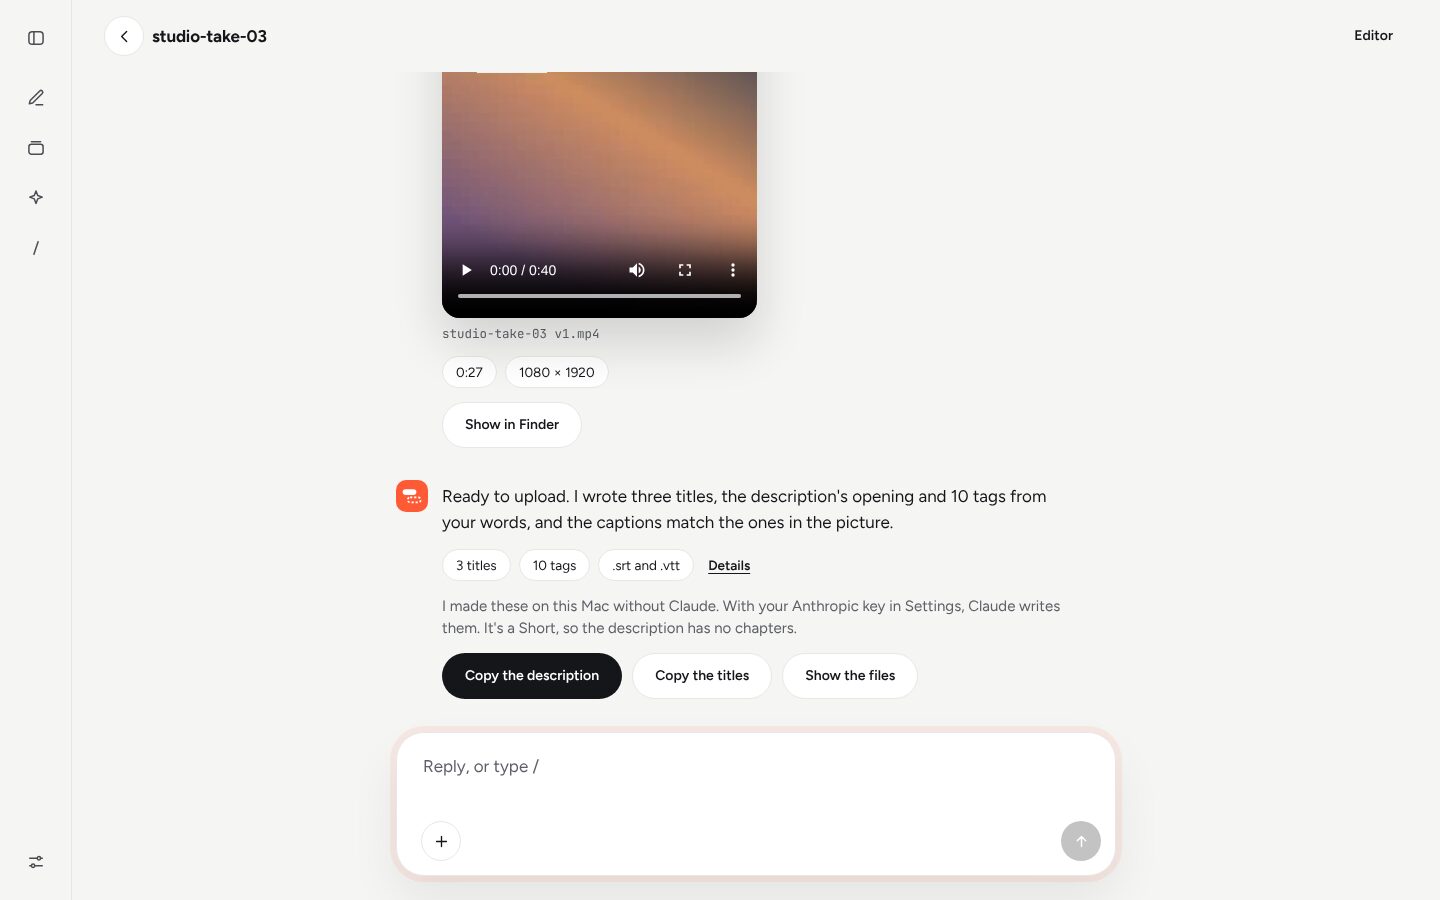 studio-take-03
Editor
0:00 / 0:40
studio-take-03 v1.mp4
0:27
1080 × 1920
Show in Finder
Ready to upload. I wrote three titles, the description's opening and 10 tags from
your words, and the captions match the ones in the picture.
3 titles
10 tags
.srt and .vtt
Details
I made these on this Mac without Claude. With your Anthropic key in Settings, Claude writes
them. It's a Short, so the description has no chapters.
Copy the description
Copy the titles
Show the files
Reply, or type /